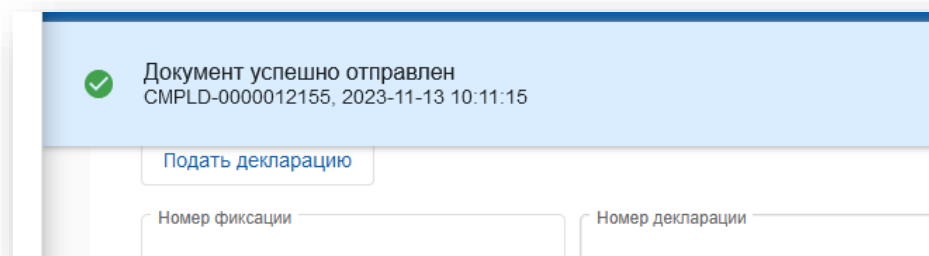 Документ успешно отправлен
CMPLD-0000012155, 2023-11-13 10:11:15
Подать декларацию
Номер фиксации
Номер декларации